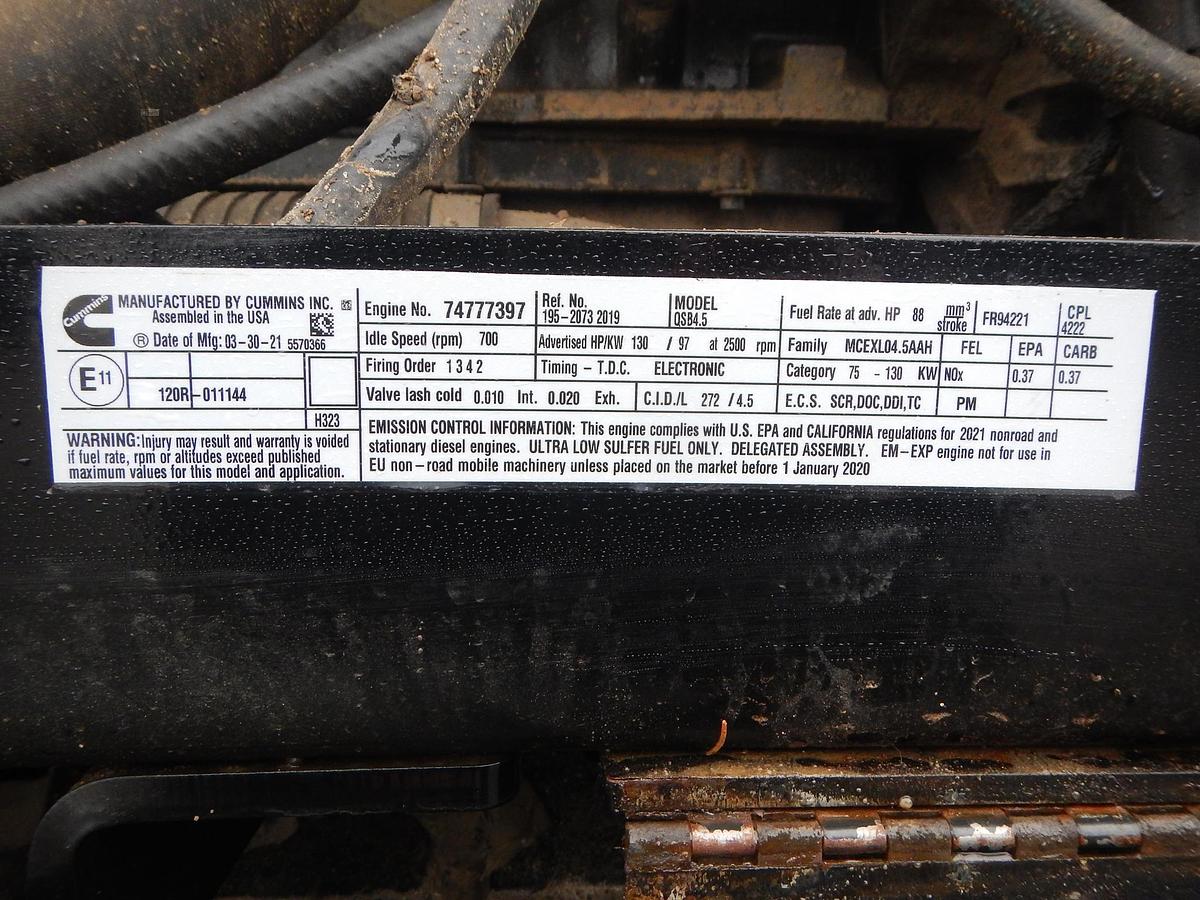 Cummins
MANUFACTURED BY CUMMINS INC.
Assembled in the USA
® Date of Mfg: 03-30-21 5570366
E11
120R-011144
H323
WARNING: Injury may result and warranty is voided
if fuel rate, rpm or altitudes exceed published
maximum values for this model and application.
Engine No. 74777397
Ref. No.
195-2073 2019
MODEL
QSB4.5
Fuel Rate at adv. HP 88 mm³
stroke
FR94221
CPL
4222
Idle Speed (rpm) 700
Advertised HP/KW 130 / 97 at 2500 rpm
Family MCEXL04.5AAH
FEL
EPA
CARB
Firing Order 1 3 4 2
Timing - T.D.C. ELECTRONIC
Category 75 - 130 KW
NOx
0.37
0.37
Valve lash cold 0.010 Int. 0.020 Exh.
C.I.D./L 272 / 4.5
E.C.S. SCR,DOC,DDI,TC
PM
EMISSION CONTROL INFORMATION: This engine complies with U.S. EPA and CALIFORNIA regulations for 2021 nonroad and
stationary diesel engines. ULTRA LOW SULFER FUEL ONLY. DELEGATED ASSEMBLY. EM-EXP engine not for use in
EU non-road mobile machinery unless placed on the market before 1 January 2020